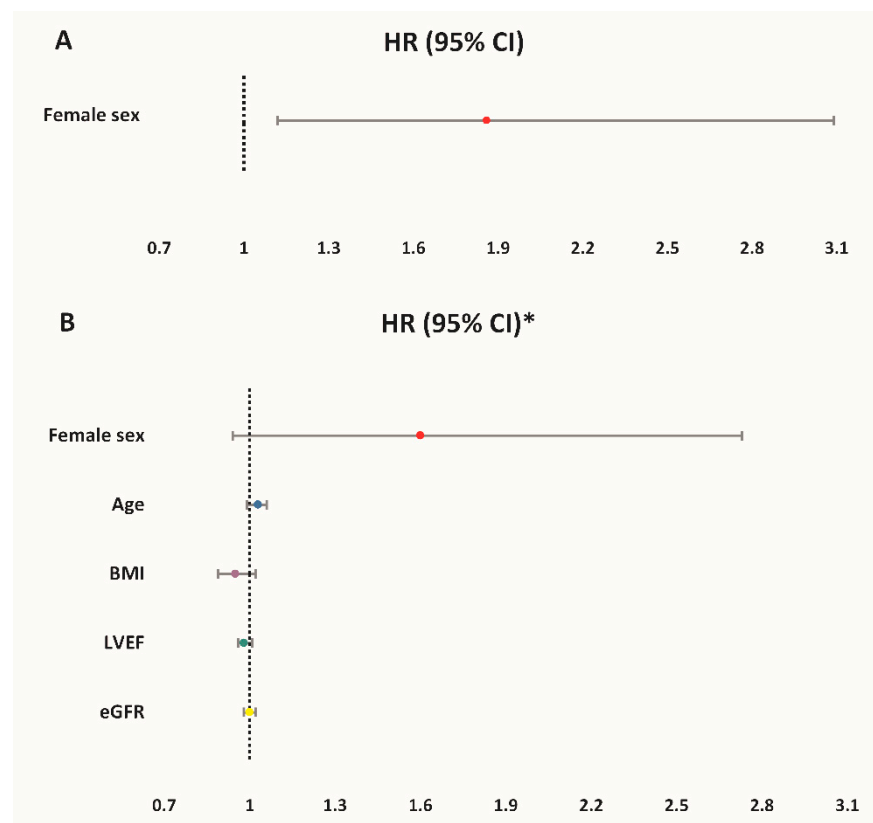 A HR (95% CI)
Female sex
0.7 1 1.3 1.6 1.9 2.2 2.5 2.8 3.1
B HR (95% CI)*
Female sex
Age
BMI
LVEF
eGFR
0.7 1 1.3 1.6 1.9 2.2 2.5 2.8 3.1